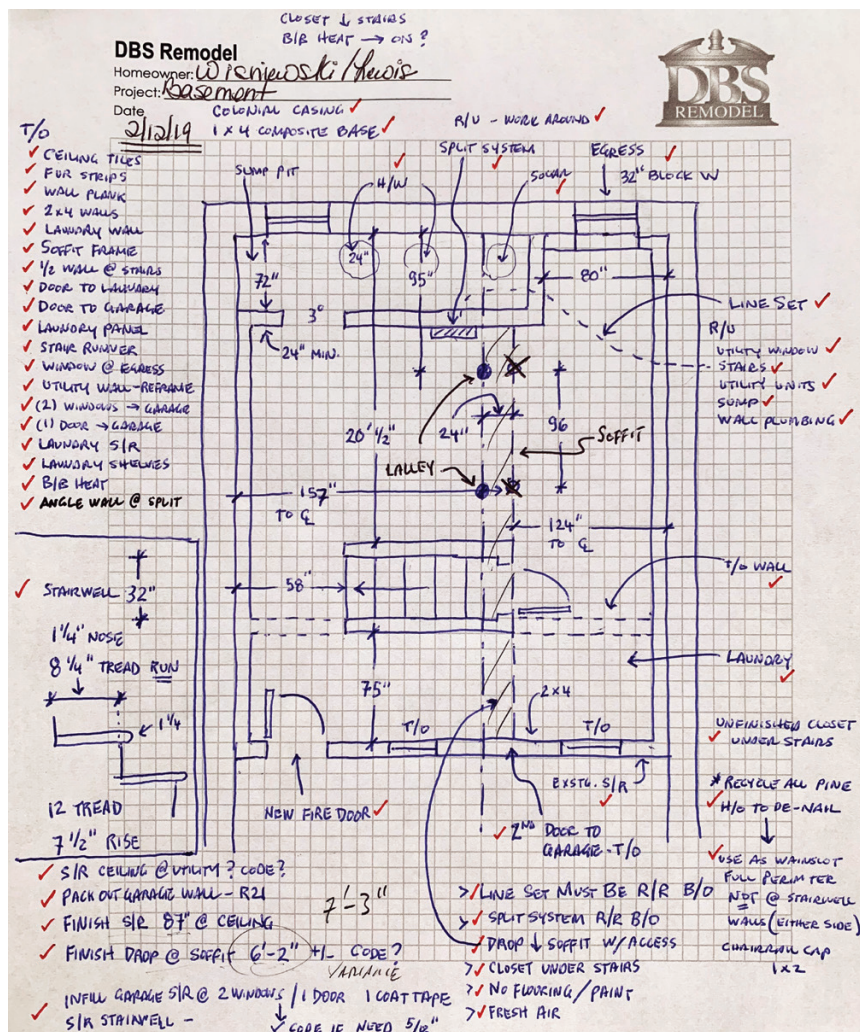 CLOSET ↓ STAIRS
B/B HEAT → ON?
DBS Remodel
Homeowner: Wisniewski / Lewis
Project: Basement
Date 2/12/19
DBS
REMODEL
COLONIAL CASING ✓
1 x 4 COMPOSITE BASE ✓
R/U - WORK AROUND ✓
T/O
✓ CEILING TILES
✓ FUR STRIPS
✓ WALL PLANK
✓ 2x4 WALLS
✓ LAUNDRY WALL
✓ SOFFIT FRAME
✓ 1/2 WALL @ STAIRS
✓ DOOR TO LAUNDRY
✓ DOOR TO GARAGE
✓ LAUNDRY PANEL
✓ STAIR RUNNER
✓ WINDOW @ EGRESS
✓ UTILITY WALL-REFRAME
✓ (2) WINDOWS → GARAGE
✓ (1) DOOR → GARAGE
✓ LAUNDRY S/R
✓ LAUNDRY SHELVES
✓ B/B HEAT
✓ ANGLE WALL @ SPLIT
SUMP PIT
H/W ✓
SPLIT SYSTEM ✓
SOLAR ✓
EGRESS ✓
32" BLOCK W
24"
72"
95"
80"
3⁰
24" MIN.
LINE SET ✓
R/U
UTILITY WINDOW ✓
STAIRS ✓
UTILITY UNITS ✓
SUMP ✓
WALL PLUMBING ✓
20' 1/2"
24"
96
SOFFIT
LALLEY
157"
TO ℄
124"
TO ℄
58"
T/O WALL ✓
LAUNDRY ✓
75"
2x4
T/O
T/O
EXSTG. S/R ✓
NEW FIRE DOOR ✓
✓ 2ND DOOR TO
GARAGE - T/O
✓ STAIRWELL 32"
1 1/4" NOSE
8 1/4" TREAD RUN
1 1/4
12 TREAD
7 1/2" RISE
UNFINISHED CLOSET
✓ UNDER STAIRS
* RECYCLE ALL PINE
✓ H/O TO DE-NAIL
✓ USE AS WAINSCOT
FULL PERIMETER
NOT @ STAIRWELL
WALLS (EITHER SIDE)
CHAIRRAIL CAP
1x2
✓ S/R CEILING @ UTILITY? CODE?
✓ PACK OUT GARAGE WALL - R21
✓ FINISH S/R 87" @ CEILING
7'-3"
✓ FINISH DROP @ SOFFIT 6'-2" +/- CODE?
VARIANCE
INFILL GARAGE S/R @ 2 WINDOWS / 1 DOOR 1 COAT TAPE
✓ S/R STAIRWELL -
✓ CODE IF NEED 5/8"
>✓ LINE SET MUST BE R/R B/O
>✓ SPLIT SYSTEM R/R B/O
✓ DROP ↓ SOFFIT W/ACCESS
>✓ CLOSET UNDER STAIRS
>✓ NO FLOORING / PAINT
>✓ FRESH AIR